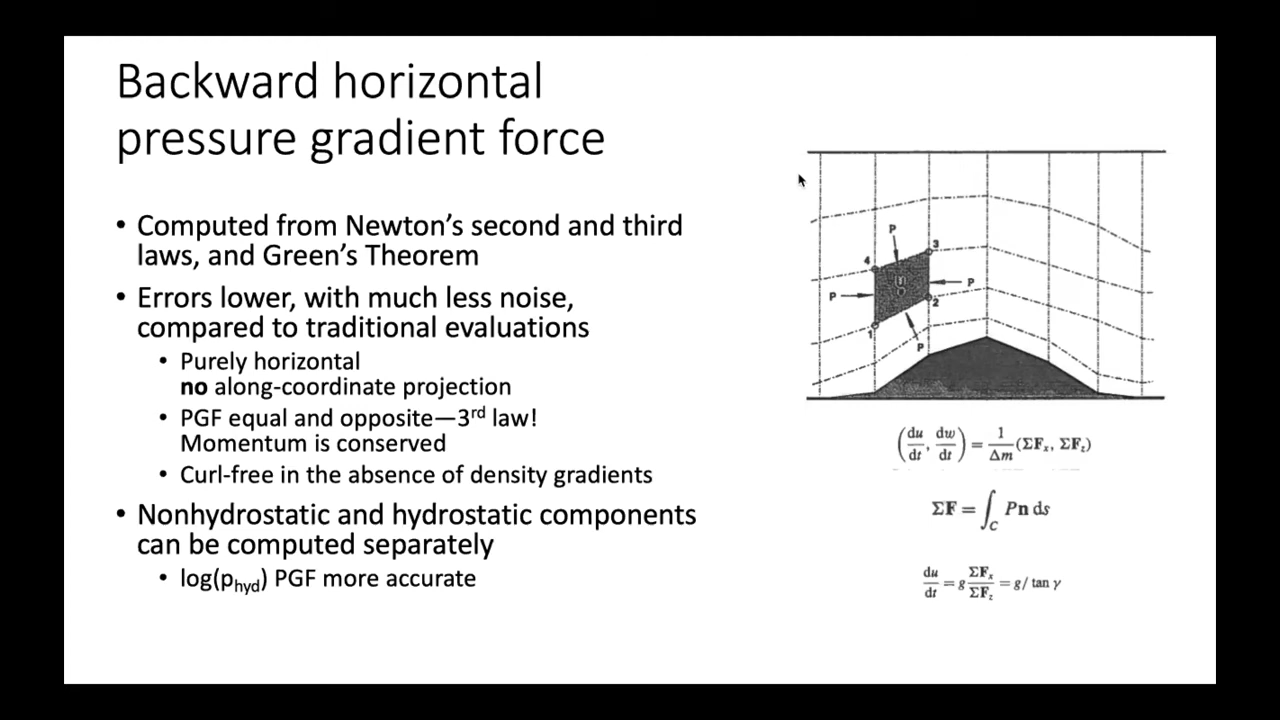 Backward horizontal
pressure gradient force
• Computed from Newton's second and third
laws, and Green's Theorem
• Errors lower, with much less noise,
compared to traditional evaluations
• Purely horizontal
no along-coordinate projection
• PGF equal and opposite—3rd law!
Momentum is conserved
• Curl-free in the absence of density gradients
• Nonhydrostatic and hydrostatic components
can be computed separately
• log(phyd) PGF more accurate
P
3
4
P
P
2
1
P
(du/dt, dw/dt) = 1/Δm (ΣFx, ΣFz)
ΣF = ∫C Pn ds
du/dt = g ΣFx/ΣFz = g/ tan γ